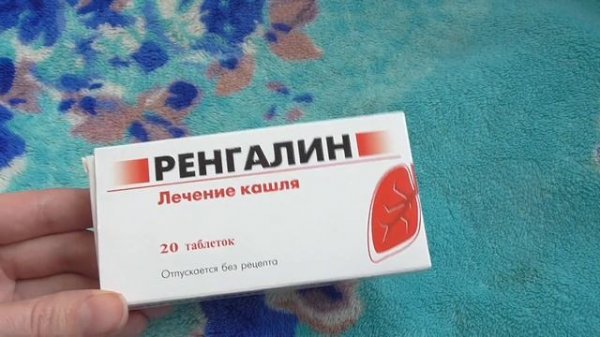 РЕНГАЛИН
Лечение кашля
20 таблеток
Отпускается без рецепта